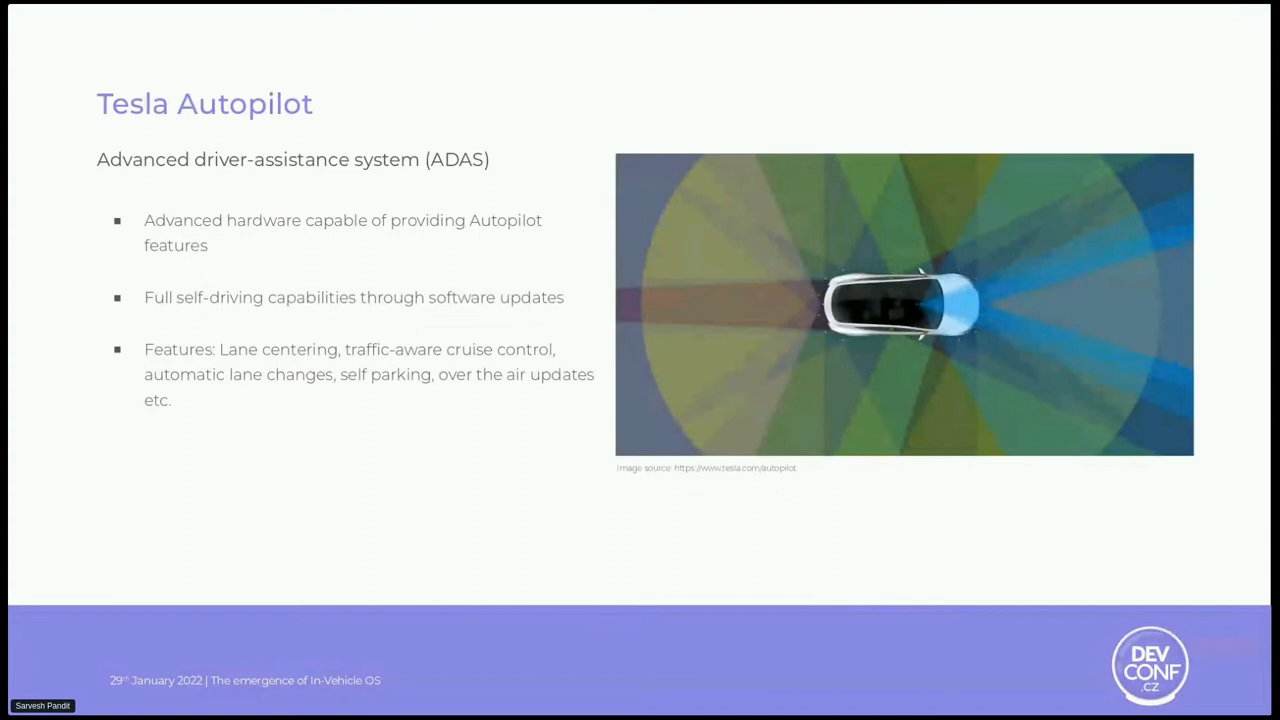 Tesla Autopilot
Advanced driver-assistance system (ADAS)
▪ Advanced hardware capable of providing Autopilot
features
▪ Full self-driving capabilities through software updates
▪ Features: Lane centering, traffic-aware cruise control,
automatic lane changes, self parking, over the air updates
etc.
Image source: https://www.tesla.com/autopilot
29th January 2022 | The emergence of In-Vehicle OS
DEV
CONF
.CZ
Sarvesh Pandit